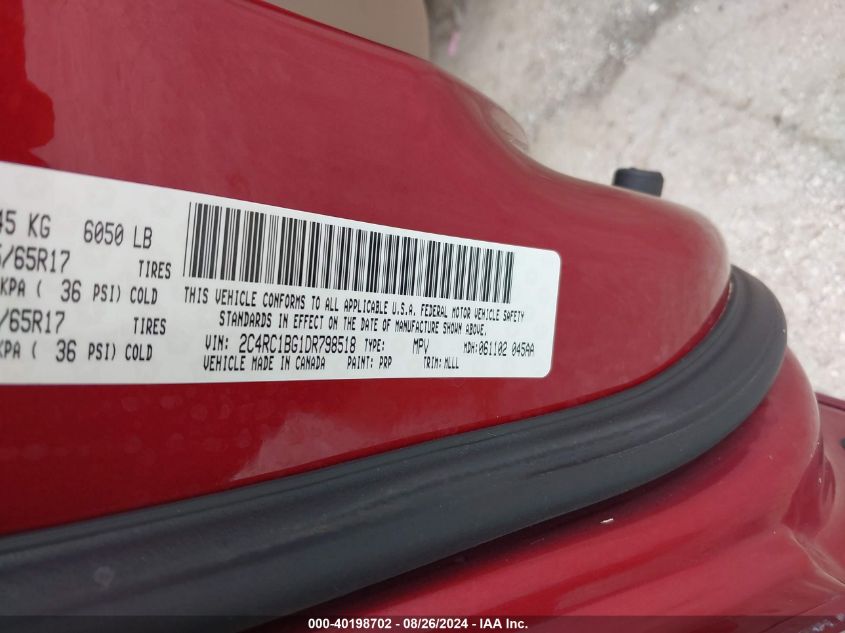 45 KG 6050 LB
/65R17 TIRES
KPA ( 36 PSI) COLD
/65R17 TIRES
KPA ( 36 PSI) COLD
THIS VEHICLE CONFORMS TO ALL APPLICABLE U.S.A. FEDERAL MOTOR VEHICLE SAFETY
STANDARDS IN EFFECT ON THE DATE OF MANUFACTURE SHOWN ABOVE.
VIN: 2C4RC1BG1DR798518 TYPE: MPV MDH: 061102 045AA
VEHICLE MADE IN CANADA PAINT: PRP TRIM: MLLL
000-40198702 - 08/26/2024 - IAA Inc.